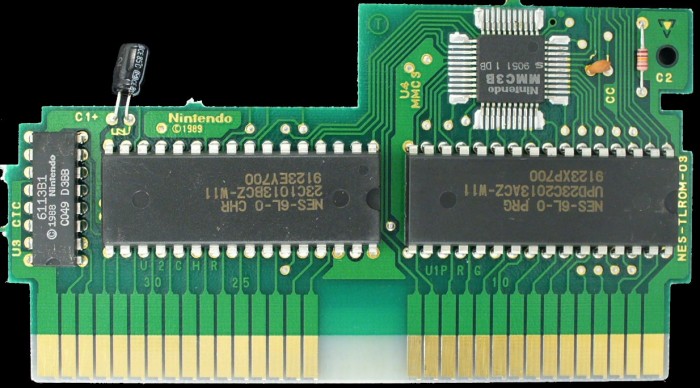 T
C1+
Nintendo
©1989
U4
MMC3
Nintendo
MMC3B
S 9051 1 DB
CC
C2
U3 CIC
6113B1
© 1988 Nintendo
C049 D3BB
NES-6L-0 CHR
23C1013BCZ-W11
9123EY700
NES-6L-0 PRG
UPD23C2013ACZ-W11
9123XP700
NES-TLROM-03
U2 CHR
30
25
U1 PRG
10